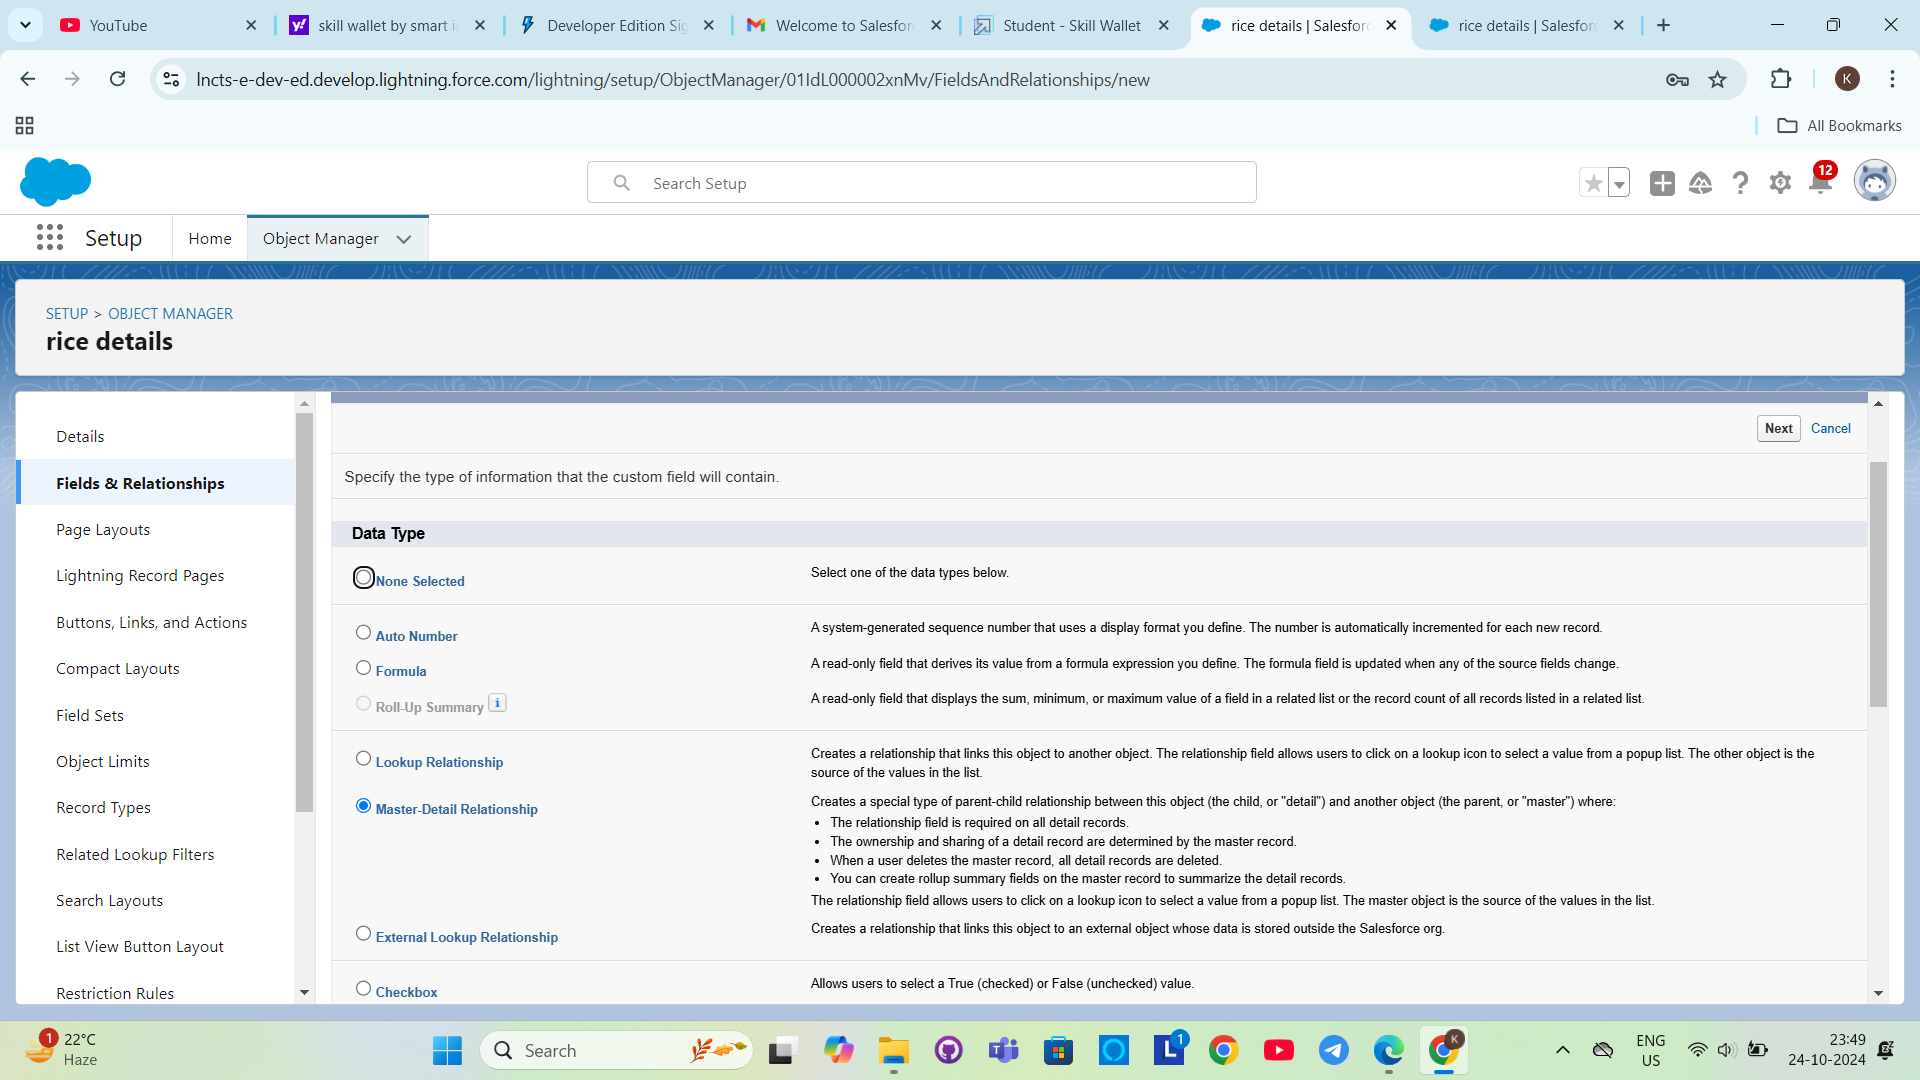 YouTube
skill wallet by smart i
Developer Edition Sig
Welcome to Salesfor
Student - Skill Wallet
rice details | Salesforc
rice details | Salesforc
lncts-e-dev-ed.develop.lightning.force.com/lightning/setup/ObjectManager/01IdL000002xnMv/FieldsAndRelationships/new
K
All Bookmarks
Search Setup
12
Setup
Home
Object Manager
SETUP > OBJECT MANAGER
rice details
Details
Fields & Relationships
Page Layouts
Lightning Record Pages
Buttons, Links, and Actions
Compact Layouts
Field Sets
Object Limits
Record Types
Related Lookup Filters
Search Layouts
List View Button Layout
Restriction Rules
Next
Cancel
Specify the type of information that the custom field will contain.
Data Type
None Selected
Select one of the data types below.
Auto Number
A system-generated sequence number that uses a display format you define. The number is automatically incremented for each new record.
Formula
A read-only field that derives its value from a formula expression you define. The formula field is updated when any of the source fields change.
Roll-Up Summary i
A read-only field that displays the sum, minimum, or maximum value of a field in a related list or the record count of all records listed in a related list.
Lookup Relationship
Creates a relationship that links this object to another object. The relationship field allows users to click on a lookup icon to select a value from a popup list. The other object is the
source of the values in the list.
Master-Detail Relationship
Creates a special type of parent-child relationship between this object (the child, or "detail") and another object (the parent, or "master") where:
• The relationship field is required on all detail records.
• The ownership and sharing of a detail record are determined by the master record.
• When a user deletes the master record, all detail records are deleted.
• You can create rollup summary fields on the master record to summarize the detail records.
The relationship field allows users to click on a lookup icon to select a value from a popup list. The master object is the source of the values in the list.
External Lookup Relationship
Creates a relationship that links this object to an external object whose data is stored outside the Salesforce org.
Checkbox
Allows users to select a True (checked) or False (unchecked) value.
1
22°C
Haze
Search
L
1
K
ENG
US
23:49
24-10-2024